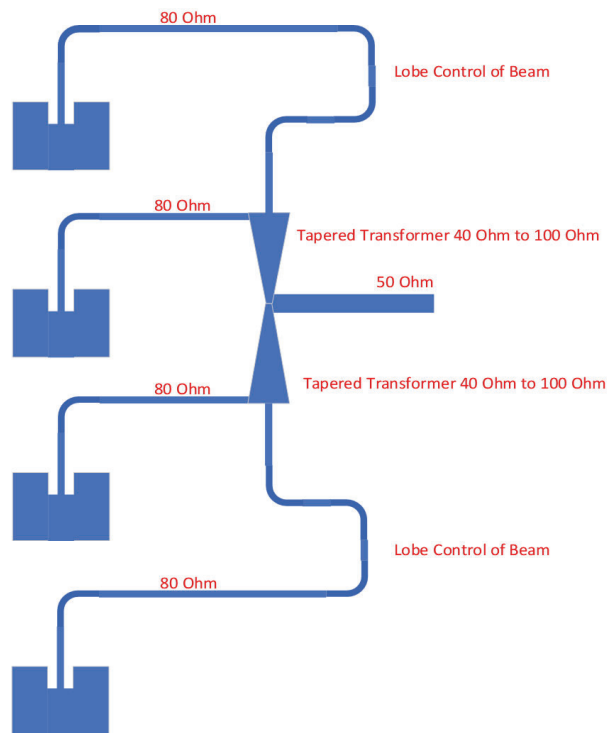 80 Ohm
Lobe Control of Beam
80 Ohm
Tapered Transformer 40 Ohm to 100 Ohm
50 Ohm
80 Ohm
Tapered Transformer 40 Ohm to 100 Ohm
Lobe Control of Beam
80 Ohm